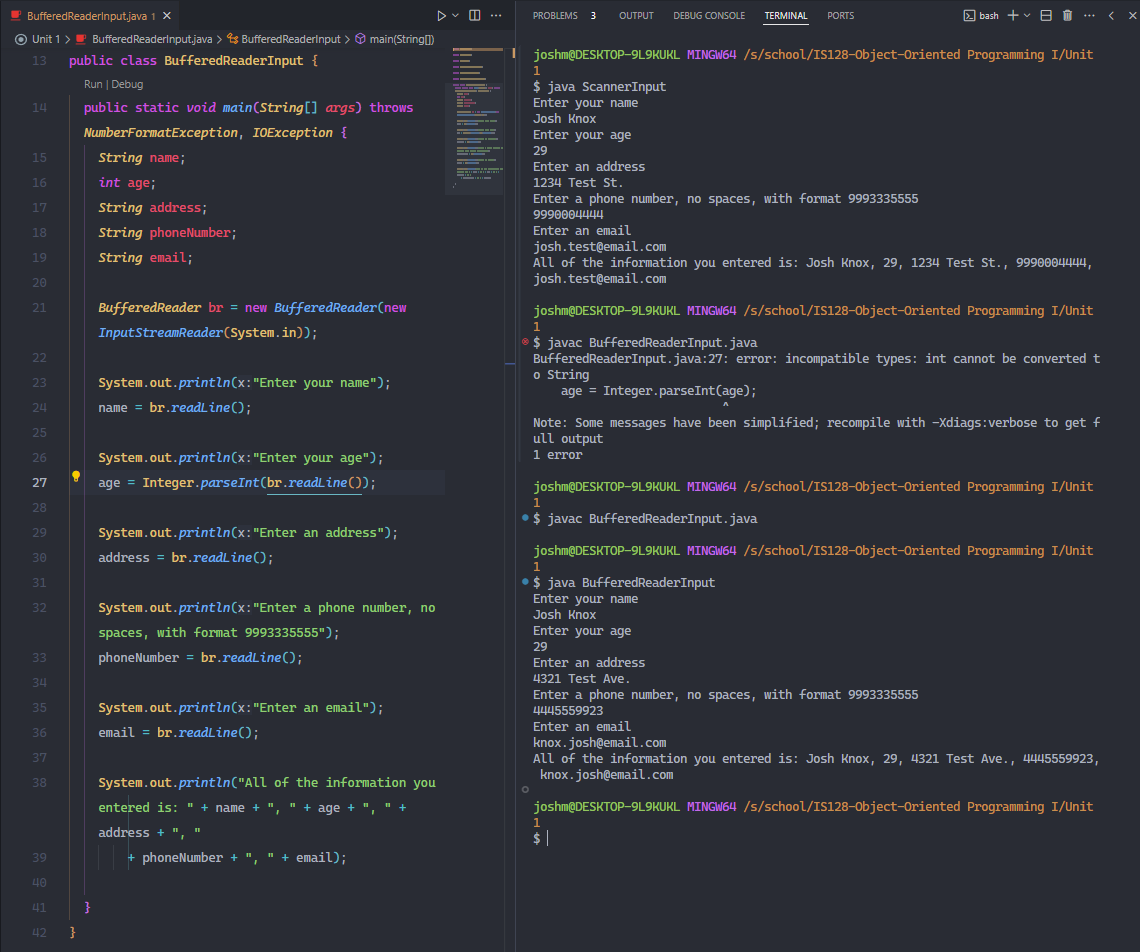 BufferedReaderInput.java 1
Unit 1 > BufferedReaderInput.java > BufferedReaderInput > main(String[])
13 public class BufferedReaderInput {
Run | Debug
14 public static void main(String[] args) throws
NumberFormatException, IOException {
15 String name;
16 int age;
17 String address;
18 String phoneNumber;
19 String email;
20
21 BufferedReader br = new BufferedReader(new
InputStreamReader(System.in));
22
23 System.out.println(x:"Enter your name");
24 name = br.readLine();
25
26 System.out.println(x:"Enter your age");
27 age = Integer.parseInt(br.readLine());
28
29 System.out.println(x:"Enter an address");
30 address = br.readLine();
31
32 System.out.println(x:"Enter a phone number, no
spaces, with format 9993335555");
33 phoneNumber = br.readLine();
34
35 System.out.println(x:"Enter an email");
36 email = br.readLine();
37
38 System.out.println("All of the information you
entered is: " + name + ", " + age + ", " +
address + ", "
39 + phoneNumber + ", " + email);
40
41 }
42 }
PROBLEMS 3 OUTPUT DEBUG CONSOLE TERMINAL PORTS bash
joshm@DESKTOP-9L9KUKL MINGW64 /s/school/IS128-Object-Oriented Programming I/Unit
1
$ java ScannerInput
Enter your name
Josh Knox
Enter your age
29
Enter an address
1234 Test St.
Enter a phone number, no spaces, with format 9993335555
9990004444
Enter an email
josh.test@email.com
All of the information you entered is: Josh Knox, 29, 1234 Test St., 9990004444,
josh.test@email.com
joshm@DESKTOP-9L9KUKL MINGW64 /s/school/IS128-Object-Oriented Programming I/Unit
1
$ javac BufferedReaderInput.java
BufferedReaderInput.java:27: error: incompatible types: int cannot be converted t
o String
age = Integer.parseInt(age);
^
Note: Some messages have been simplified; recompile with -Xdiags:verbose to get f
ull output
1 error
joshm@DESKTOP-9L9KUKL MINGW64 /s/school/IS128-Object-Oriented Programming I/Unit
1
$ javac BufferedReaderInput.java
joshm@DESKTOP-9L9KUKL MINGW64 /s/school/IS128-Object-Oriented Programming I/Unit
1
$ java BufferedReaderInput
Enter your name
Josh Knox
Enter your age
29
Enter an address
4321 Test Ave.
Enter a phone number, no spaces, with format 9993335555
4445559923
Enter an email
knox.josh@email.com
All of the information you entered is: Josh Knox, 29, 4321 Test Ave., 4445559923,
knox.josh@email.com
joshm@DESKTOP-9L9KUKL MINGW64 /s/school/IS128-Object-Oriented Programming I/Unit
1
$